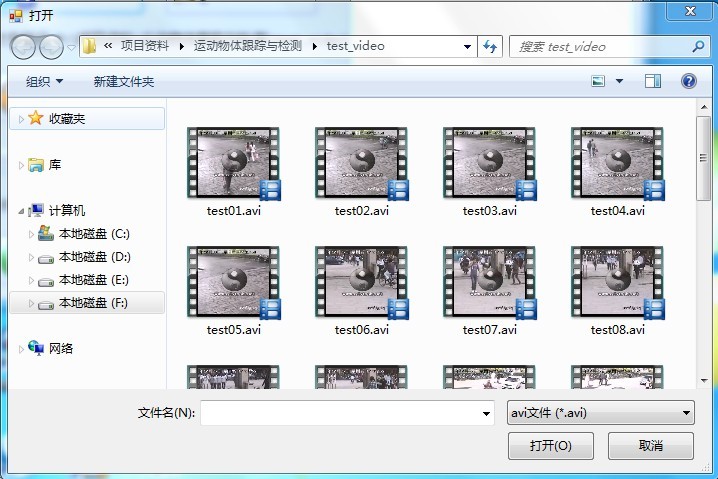 打开
« 项目资料 运动物体跟踪与检测 test_video
搜索 test_video
组织 新建文件夹
收藏夹
库
计算机
本地磁盘 (C:)
本地磁盘 (D:)
本地磁盘 (E:)
本地磁盘 (F:)
网络
test01.avi test02.avi test03.avi test04.avi
test05.avi test06.avi test07.avi test08.avi
文件名(N): avi文件 (*.avi)
打开(O) 取消